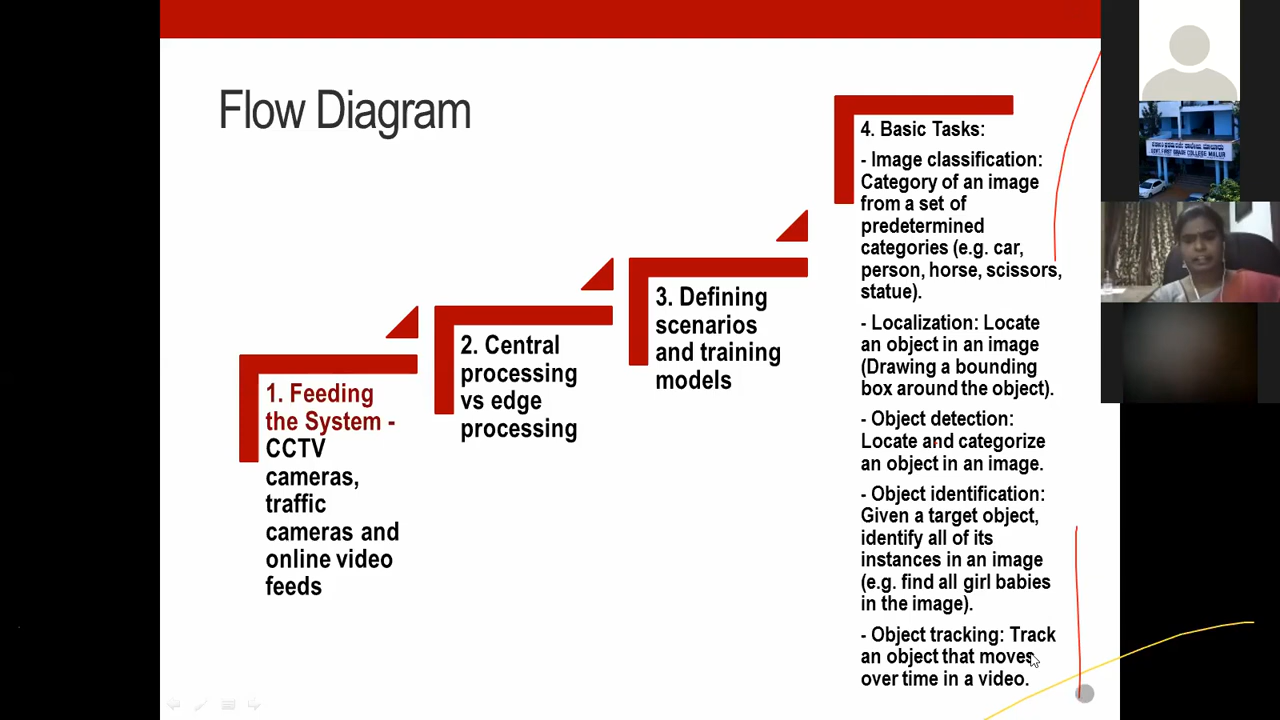 Flow Diagram
1. Feeding
the System -
CCTV
cameras,
traffic
cameras and
online video
feeds
2. Central
processing
vs edge
processing
3. Defining
scenarios
and training
models
4. Basic Tasks:
- Image classification:
Category of an image
from a set of
predetermined
categories (e.g. car,
person, horse, scissors,
statue).
- Localization: Locate
an object in an image
(Drawing a bounding
box around the object).
- Object detection:
Locate and categorize
an object in an image.
- Object identification:
Given a target object,
identify all of its
instances in an image
(e.g. find all girl babies
in the image).
- Object tracking: Track
an object that moves
over time in a video.
GOVT. FIRST GRADE COLLEGE MALUR